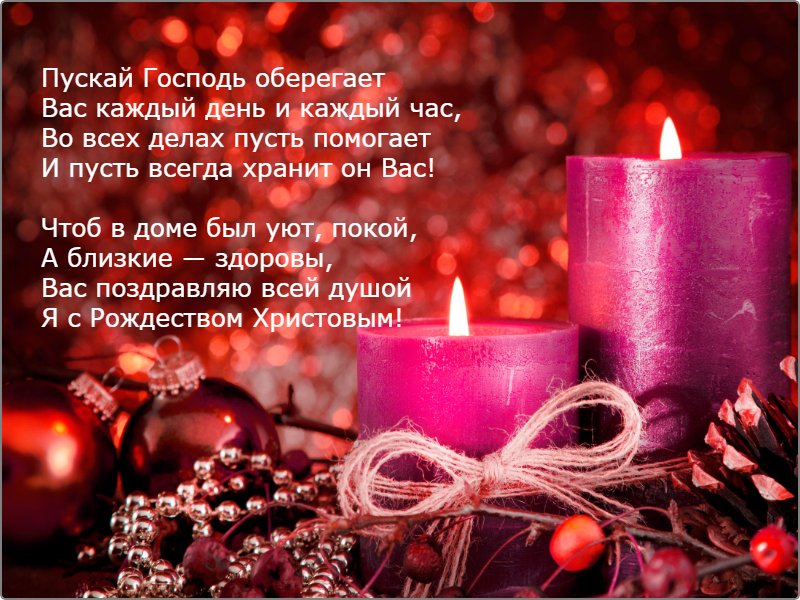 Пускай Господь оберегает
Вас каждый день и каждый час,
Во всех делах пусть помогает
И пусть всегда хранит он Вас!
Чтоб в доме был уют, покой,
А близкие — здоровы,
Вас поздравляю всей душой
Я с Рождеством Христовым!